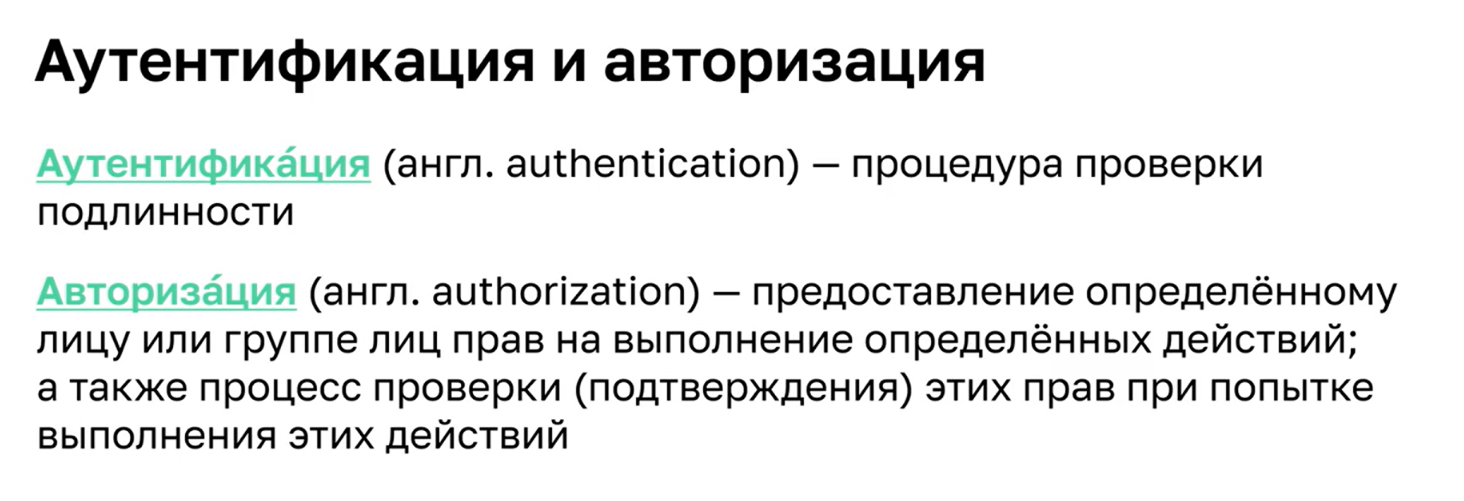 Аутентификация и авторизация
Аутентифика́ция (англ. authentication) — процедура проверки
подлинности
Авториза́ция (англ. authorization) — предоставление определённому
лицу или группе лиц прав на выполнение определённых действий;
а также процесс проверки (подтверждения) этих прав при попытке
выполнения этих действий